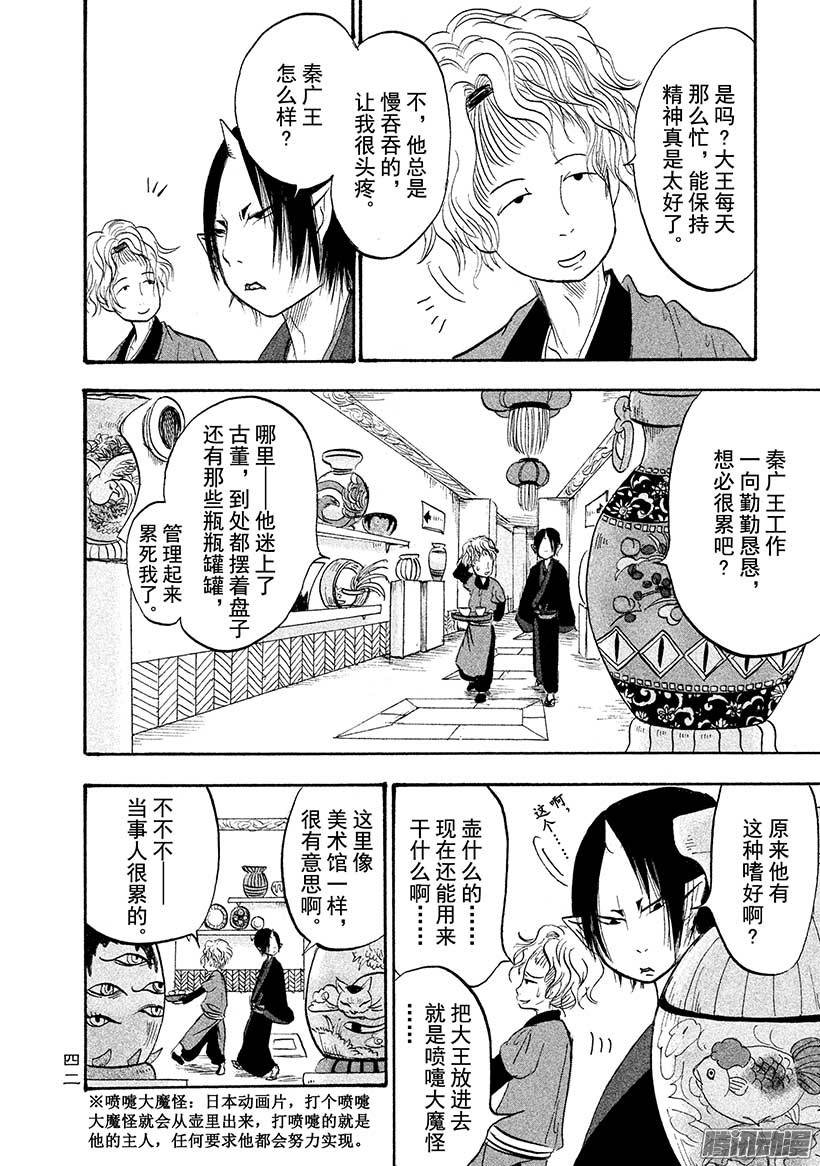 是吗？大王每天
那么忙，能保持
精神真是太好了。
不，他总是
慢吞吞的，
让我很头疼。
秦广王
怎么样？
秦广王工作
一向勤勤恳恳，
想必很累吧？
哪里——他迷上了
古董，到处都摆着盘子
还有那些瓶瓶罐罐，
管理起来
累死我了。
原来他有
这种嗜好啊？
这啊，
个……
壶什么的……
现在还能用来
干什么啊……
把大王放进去
就是喷嚏大魔怪
……
这里像
美术馆一样，
很有意思啊。
不不不——
当事人很累的。
※喷嚏大魔怪：日本动画片，打个喷嚏
大魔怪就会从壶里出来，打喷嚏的就是
他的主人，任何要求他都会努力实现。
四二
腾讯动漫